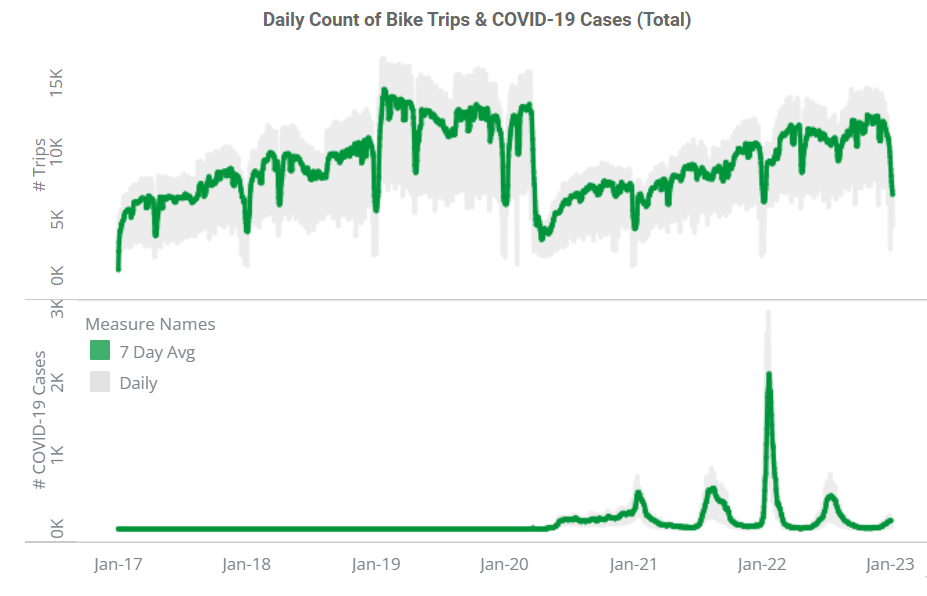 Daily Count of Bike Trips & COVID-19 Cases (Total)
# Trips
15K
10K
5K
0K
# COVID-19 Cases
3K
2K
1K
0K
Measure Names
7 Day Avg
Daily
Jan-17 Jan-18 Jan-19 Jan-20 Jan-21 Jan-22 Jan-23